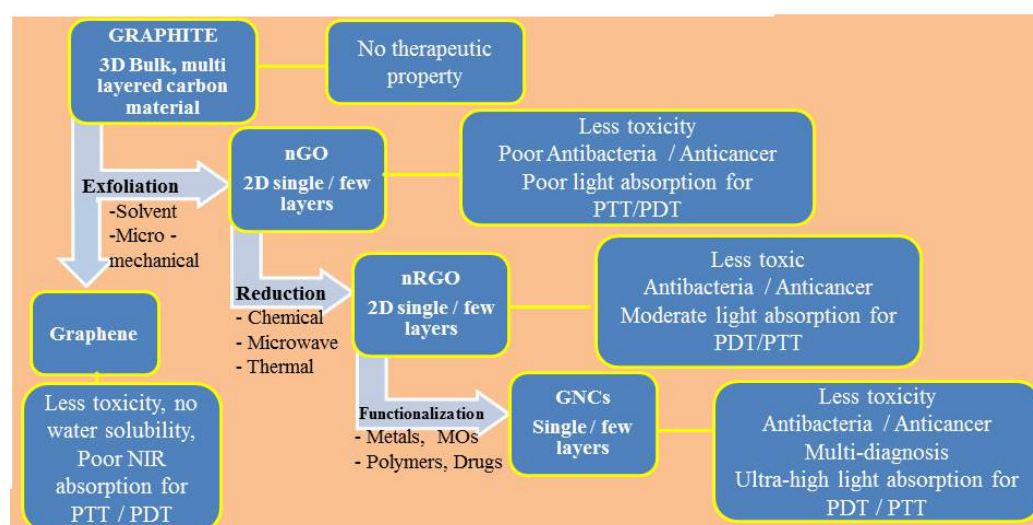 GRAPHITE
3D Bulk, multi
layered carbon
material
No therapeutic
property
Exfoliation
-Solvent
-Micro -
mechanical
nGO
2D single / few
layers
Less toxicity
Poor Antibacteria / Anticancer
Poor light absorption for
PTT/PDT
Graphene
Less toxicity, no
water solubility,
Poor NIR
absorption for
PTT / PDT
Reduction
- Chemical
- Microwave
- Thermal
nRGO
2D single / few
layers
Less toxic
Antibacteria / Anticancer
Moderate light absorption for
PDT/PTT
Functionalization
- Metals, MOs
- Polymers, Drugs
GNCs
Single / few
layers
Less toxicity
Antibacteria / Anticancer
Multi-diagnosis
Ultra-high light absorption for
PDT / PTT